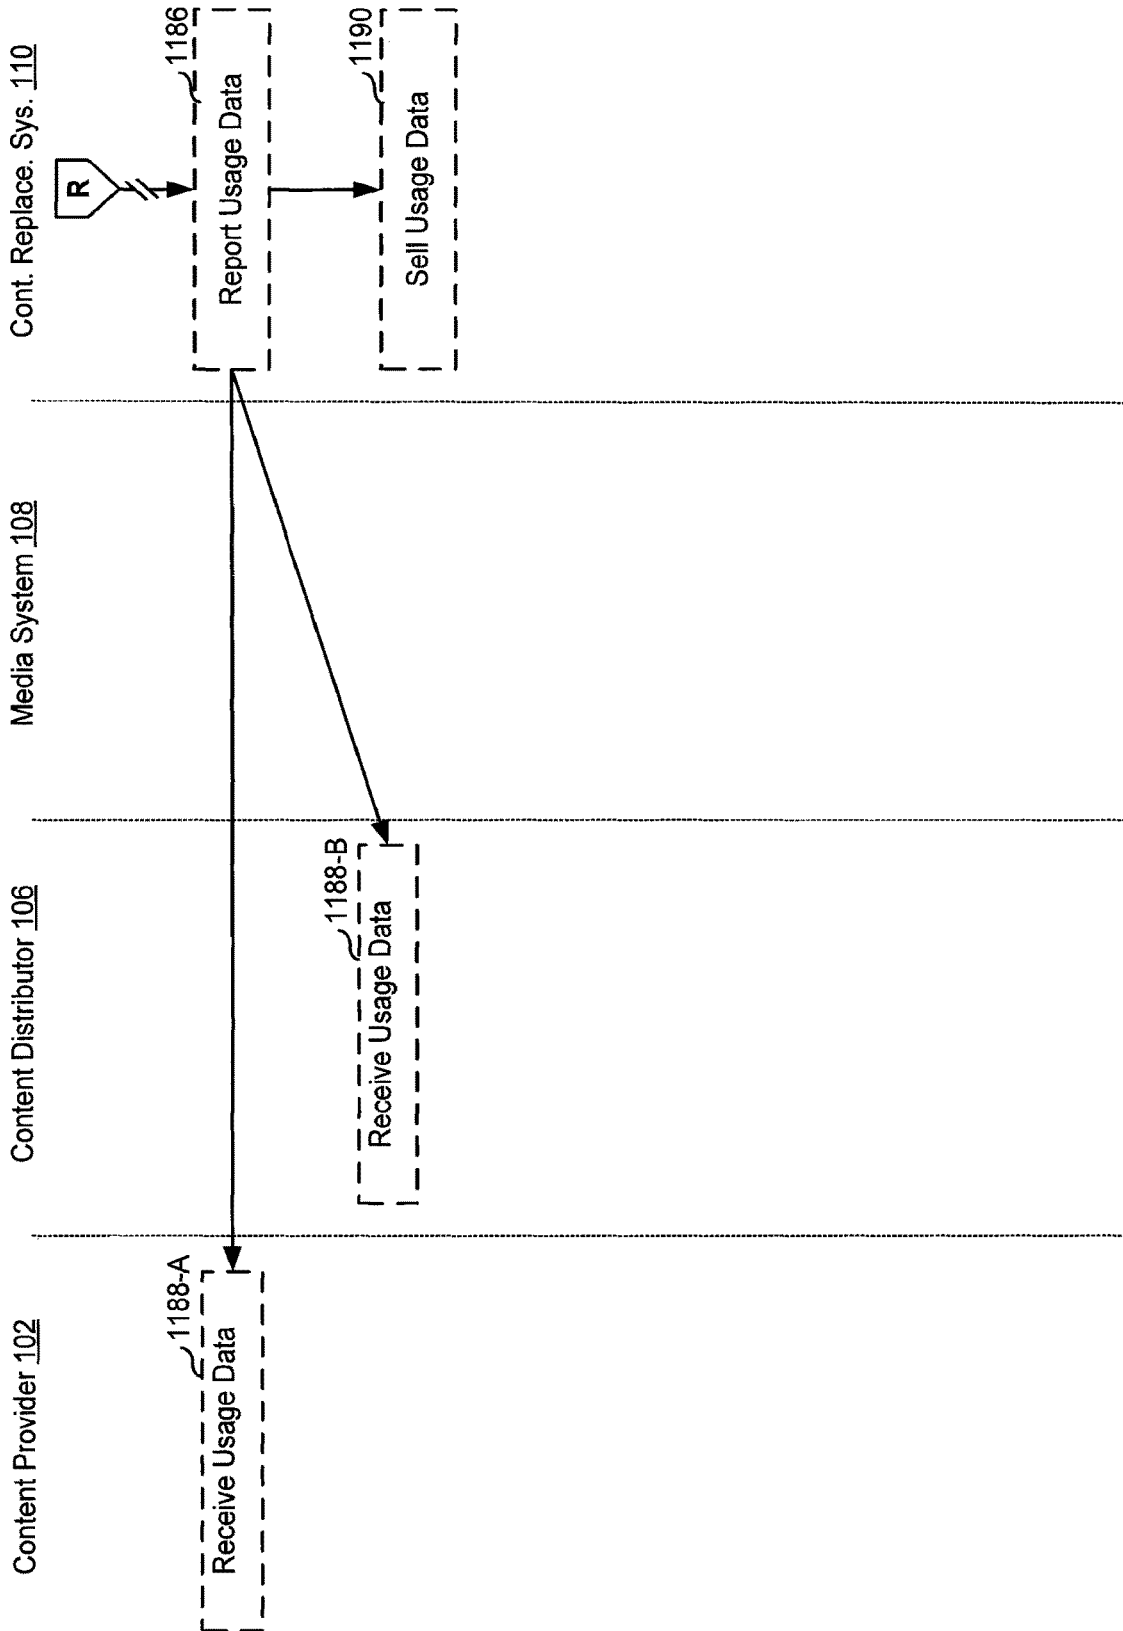 Content Provider 102
Content Distributor 106
Media System 108
Cont. Replace. Sys. 110
R
1186
Report Usage Data
1188-A
Receive Usage Data
1188-B
Receive Usage Data
1190
Sell Usage Data